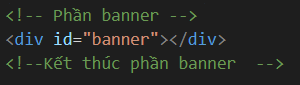 <!-- Phần banner -->
<div id="banner"></div>
<!--Kết thúc phần banner  -->